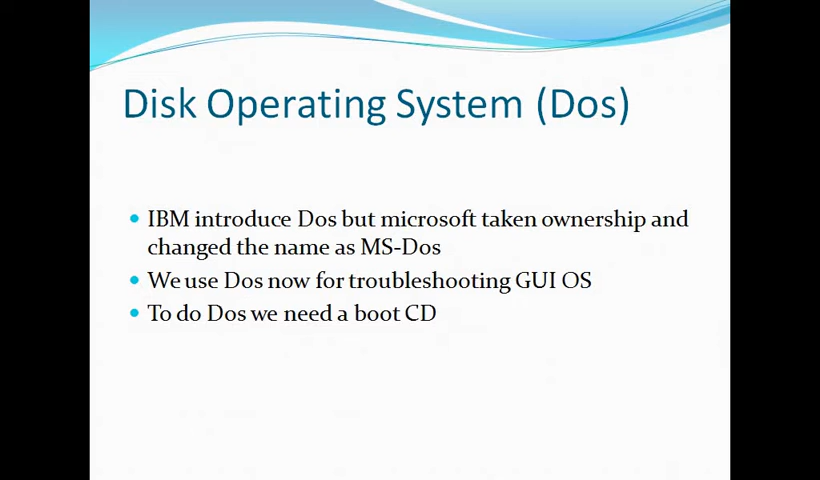 Disk Operating System (Dos)
IBM introduce Dos but microsoft taken ownership and
changed the name as MS-Dos
We use Dos now for troubleshooting GUI OS
To do Dos we need a boot CD